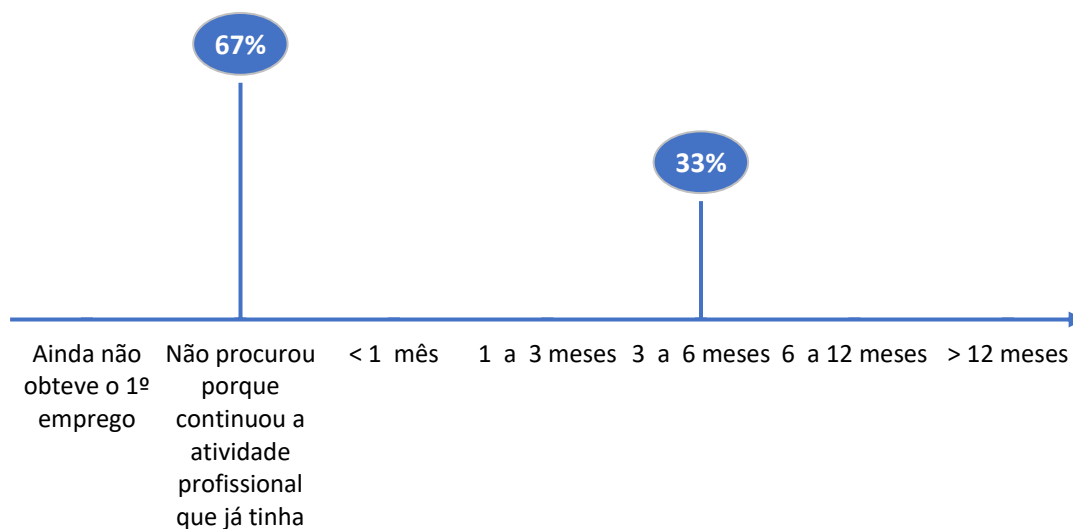 67%
33%
Ainda não
obteve o 1º
emprego
Não procurou
porque
continuou a
atividade
profissional
que já tinha
< 1 mês
1 a 3 meses
3 a 6 meses
6 a 12 meses
> 12 meses